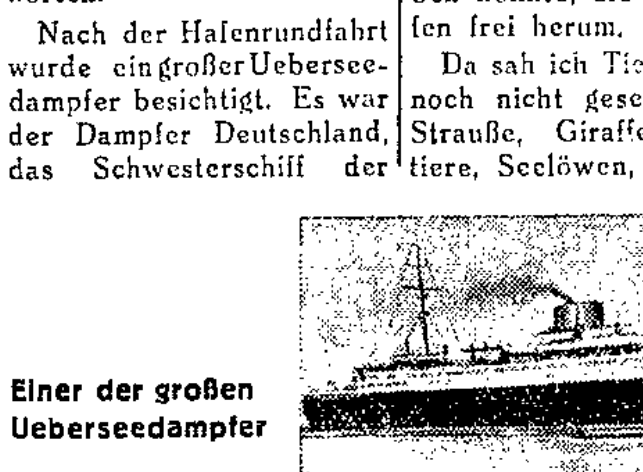 Nach der Hafenrundfahrt
wurde ein großer Uebersee-
dampfer besichtigt. Es war
der Dampfer Deutschland,
das Schwesterschiff der
frei herum.
Da sah ich
noch nicht
Strauße,
tiere, Seelöwen,
Einer der großen
Ueberseedampfer